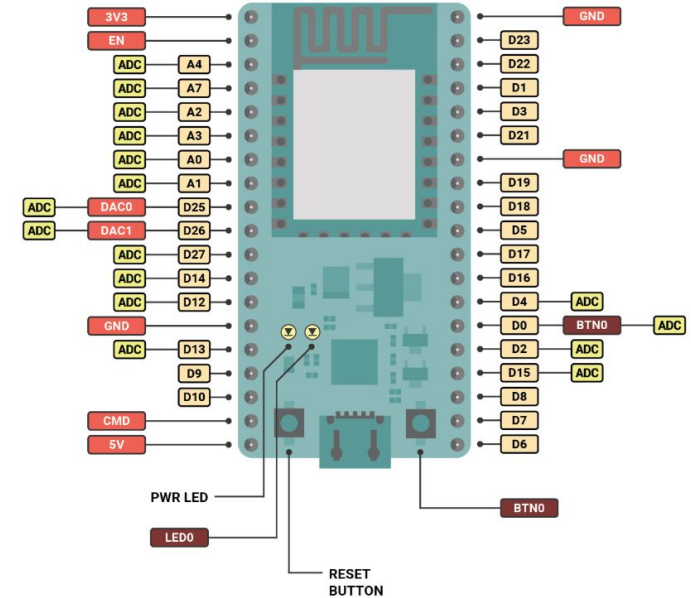 3V3 GND
EN D23
ADC A4 D22
ADC A7 D1
ADC A2 D3
ADC A3 D21
ADC A0 GND
ADC A1 D19
ADC DAC0 D25 D18
ADC DAC1 D26 D5
ADC D27 D17
ADC D14 D16
ADC D12 D4 ADC
GND D0 BTN0 ADC
ADC D13 D2 ADC
D9 D15 ADC
D10 D8
CMD D7
5V D6
PWR LED
BTN0
LED0
RESET
BUTTON